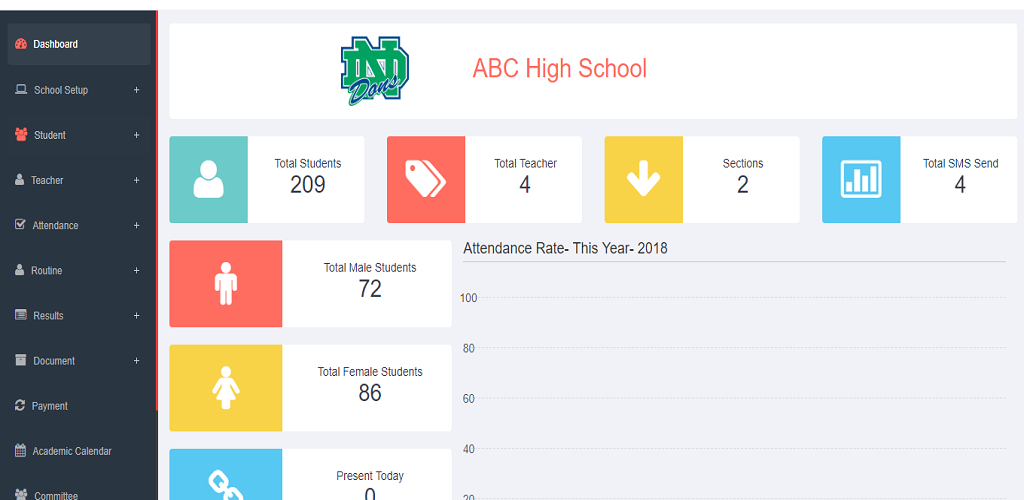 Dashboard
School Setup +
Student +
Teacher +
Attendance +
Routine +
Results +
Document +
Payment
Academic Calendar
Committee
ND
Dons
ABC High School
Total Students
209
Total Teacher
4
Sections
2
Total SMS Send
4
Total Male Students
72
Total Female Students
86
Present Today
0
Attendance Rate- This Year- 2018
100
80
60
40
20